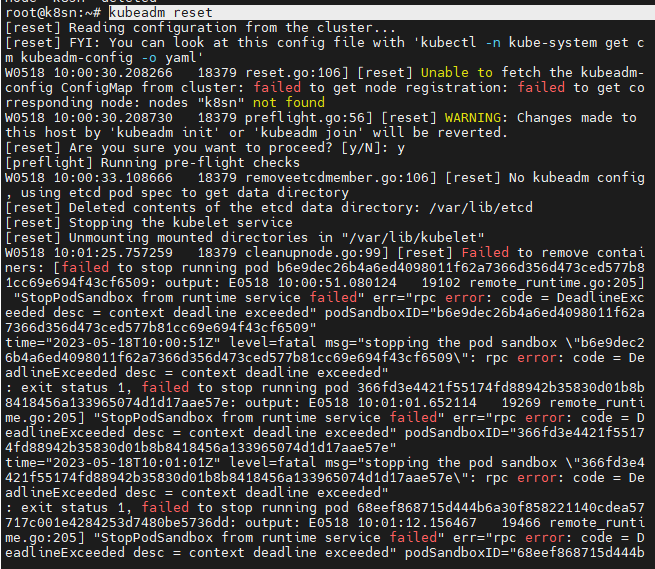 root@k8sn:~# kubeadm reset
[reset] Reading configuration from the cluster...
[reset] FYI: You can look at this config file with 'kubectl -n kube-system get c
m kubeadm-config -o yaml'
W0518 10:00:30.208266   18379 reset.go:106] [reset] Unable to fetch the kubeadm-
config ConfigMap from cluster: failed to get node registration: failed to get co
rresponding node: nodes "k8sn" not found
W0518 10:00:30.208730   18379 preflight.go:56] [reset] WARNING: Changes made to
this host by 'kubeadm init' or 'kubeadm join' will be reverted.
[reset] Are you sure you want to proceed? [y/N]: y
[preflight] Running pre-flight checks
W0518 10:00:33.108666   18379 removeetcdmember.go:106] [reset] No kubeadm config
, using etcd pod spec to get data directory
[reset] Deleted contents of the etcd data directory: /var/lib/etcd
[reset] Stopping the kubelet service
[reset] Unmounting mounted directories in "/var/lib/kubelet"
W0518 10:01:25.757259   18379 cleanupnode.go:99] [reset] Failed to remove contai
ners: [failed to stop running pod b6e9dec26b4a6ed4098011f62a7366d356d473ced577b8
1cc69e694f43cf6509: output: E0518 10:00:51.080124   19102 remote_runtime.go:205]
 "StopPodSandbox from runtime service failed" err="rpc error: code = DeadlineExc
eeded desc = context deadline exceeded" podSandboxID="b6e9dec26b4a6ed4098011f62a
7366d356d473ced577b81cc69e694f43cf6509"
time="2023-05-18T10:00:51Z" level=fatal msg="stopping the pod sandbox \"b6e9dec2
6b4a6ed4098011f62a7366d356d473ced577b81cc69e694f43cf6509\": rpc error: code = De
adlineExceeded desc = context deadline exceeded"
: exit status 1, failed to stop running pod 366fd3e4421f55174fd88942b35830d01b8b
8418456a133965074d1d17aae57e: output: E0518 10:01:01.652114   19269 remote_runti
me.go:205] "StopPodSandbox from runtime service failed" err="rpc error: code = D
eadlineExceeded desc = context deadline exceeded" podSandboxID="366fd3e4421f5517
4fd88942b35830d01b8b8418456a133965074d1d17aae57e"
time="2023-05-18T10:01:01Z" level=fatal msg="stopping the pod sandbox \"366fd3e4
421f55174fd88942b35830d01b8b8418456a133965074d1d17aae57e\": rpc error: code = De
adlineExceeded desc = context deadline exceeded"
: exit status 1, failed to stop running pod 68eef868715d444b6a30f858221140cdea57
717c001e4284253d7480be5736dd: output: E0518 10:01:12.156467   19466 remote_runti
me.go:205] "StopPodSandbox from runtime service failed" err="rpc error: code = D
eadlineExceeded desc = context deadline exceeded" podSandboxID="68eef868715d444b